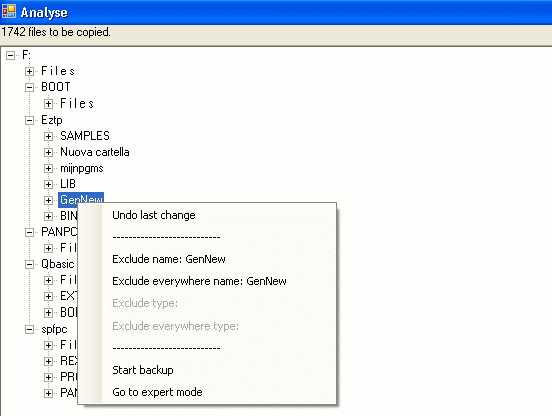 Analyse
1742 files to be copied.
F:
Files
BOOT
Files
Eztp
SAMPLES
Nuova cartella
mijnpgms
LIB
GenNew
BIN
PANPC
Fil
Qbasic
Fil
EXT
BO
spfpc
Fil
REX
PRO
PAN
Undo last change
---------------------------
Exclude name: GenNew
Exclude everywhere name: GenNew
Exclude type:
Exclude everywhere type:
---------------------------
Start backup
Go to expert mode